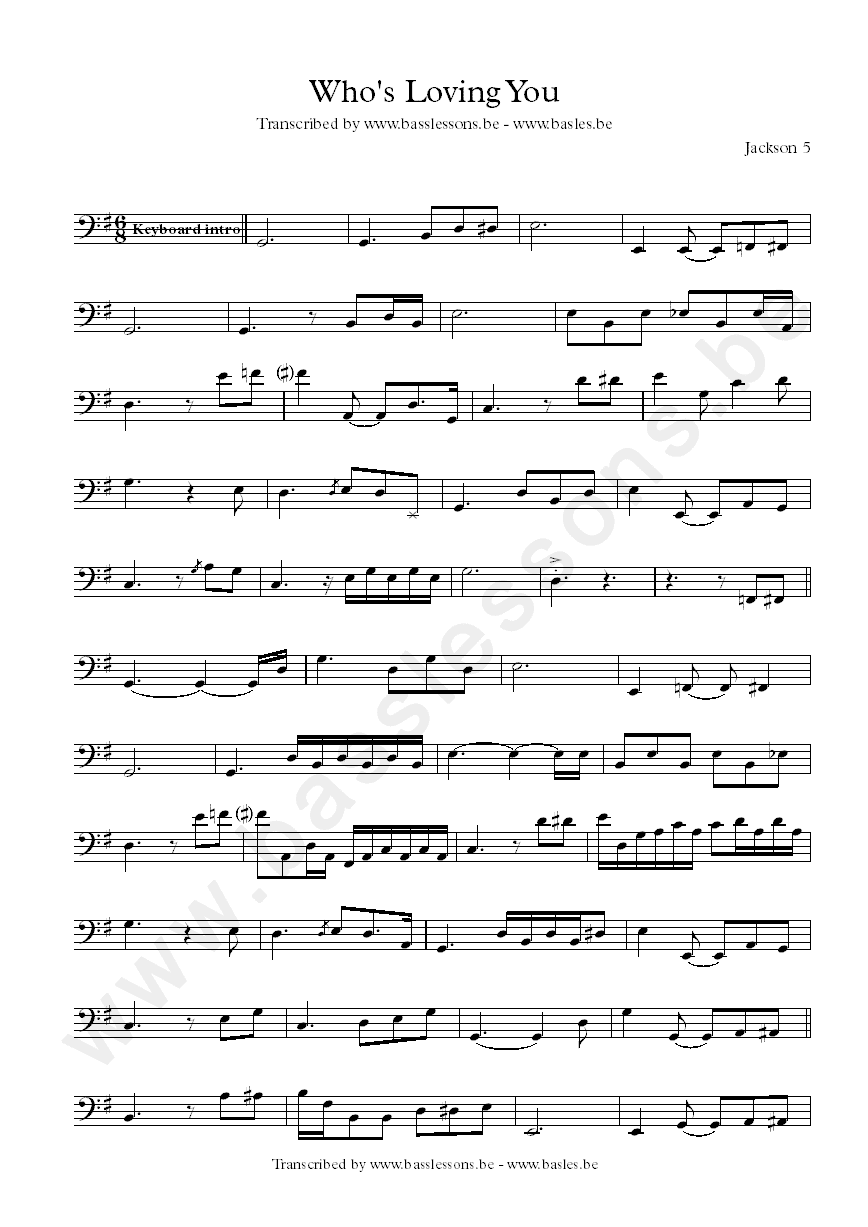 Who's Loving You
Transcribed by www.basslessons.be - www.basles.be
Jackson 5
6
8
Keyboard intro
www.basslessons.be
Transcribed by www.basslessons.be - www.basles.be